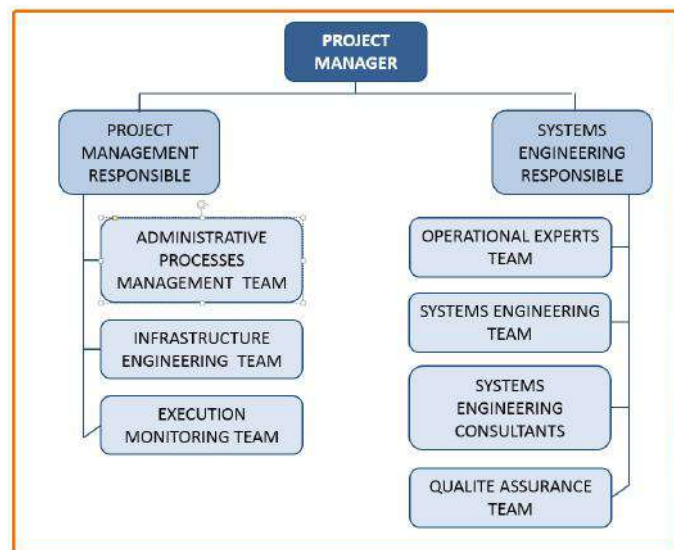 PROJECT
MANAGER
PROJECT
MANAGEMENT
RESPONSIBLE
SYSTEMS
ENGINEERING
RESPONSIBLE
ADMINISTRATIVE
PROCESSES
MANAGEMENT TEAM
INFRASTRUCTURE
ENGINEERING TEAM
EXECUTION
MONITORING TEAM
OPERATIONAL EXPERTS
TEAM
SYSTEMS ENGINEERING
TEAM
SYSTEMS
ENGINEERING
CONSULTANTS
QUALITE ASSURANCE
TEAM